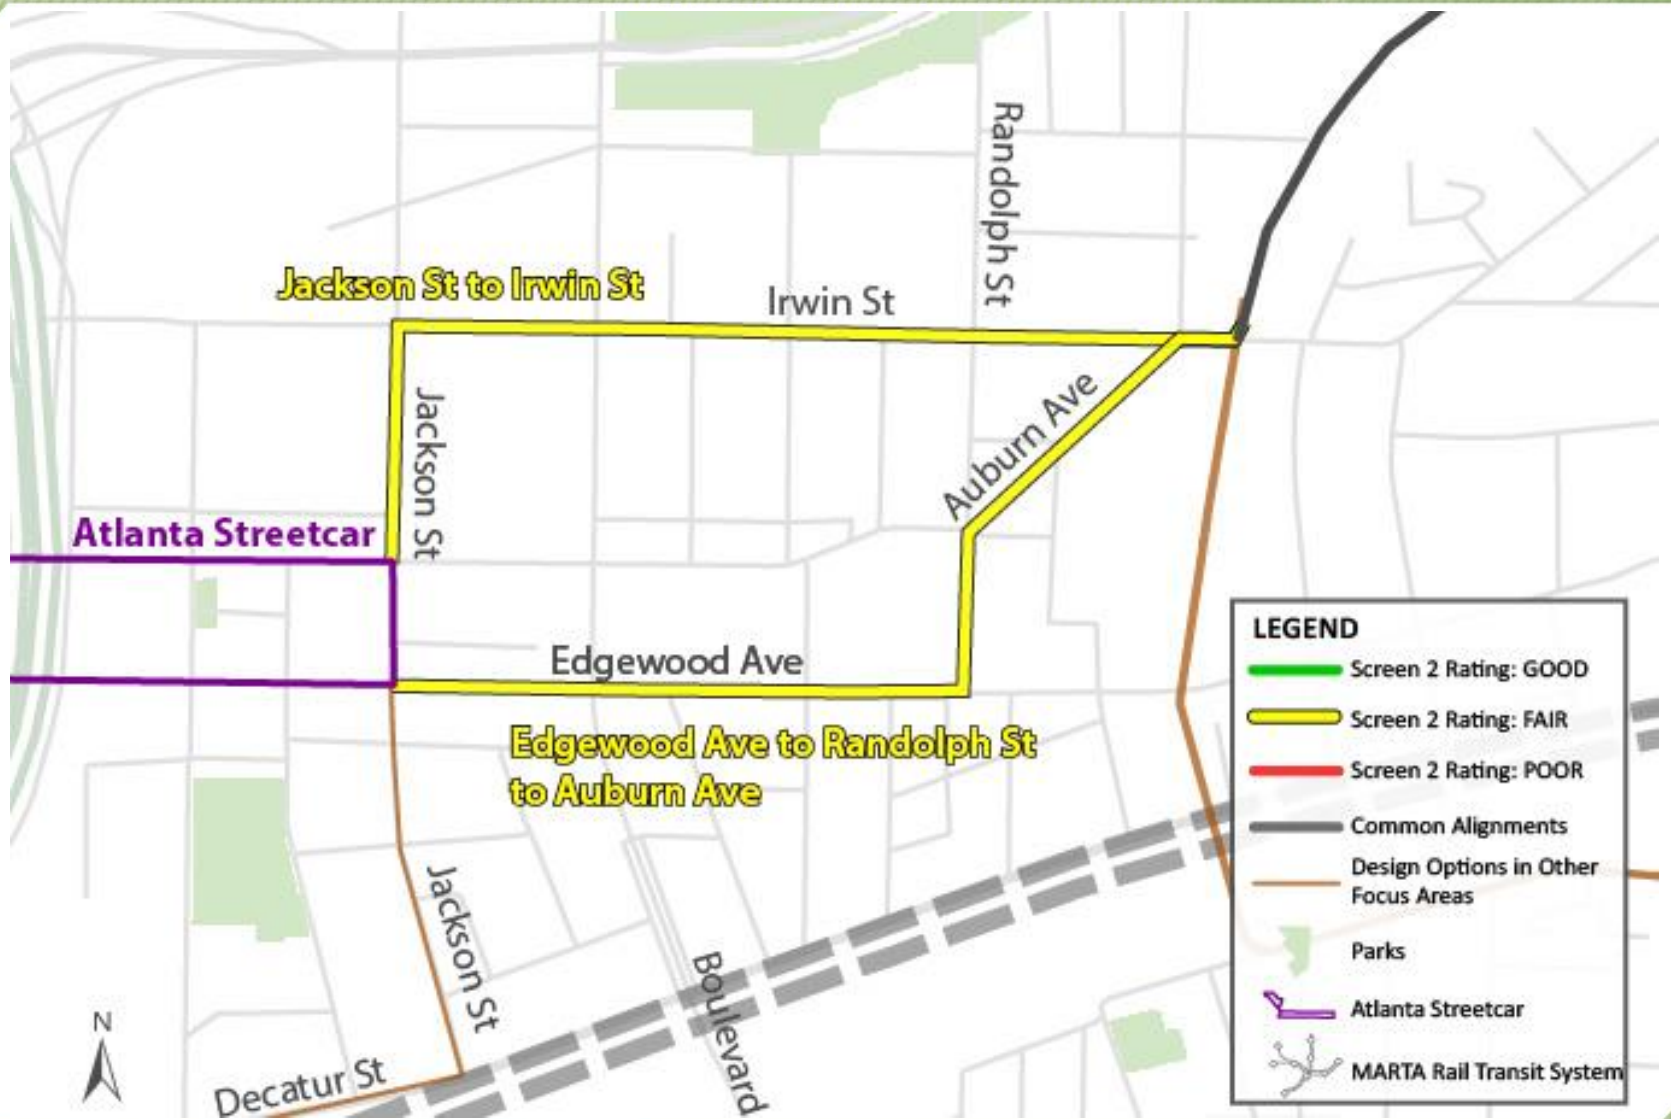 Randolph St
Jackson St to Irwin St
Irwin St
Jackson St
Auburn Ave
Atlanta Streetcar
Edgewood Ave
Edgewood Ave to Randolph St
to Auburn Ave
Jackson St
Boulevard
Decatur St
N
LEGEND
Screen 2 Rating: GOOD
Screen 2 Rating: FAIR
Screen 2 Rating: POOR
Common Alignments
Design Options in Other
Focus Areas
Parks
Atlanta Streetcar
MARTA Rail Transit System